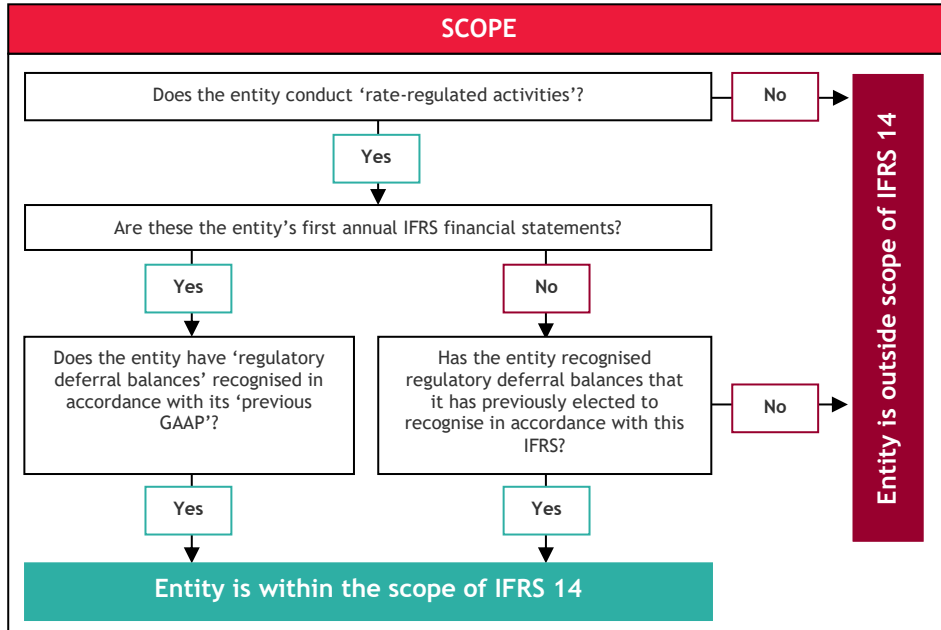 SCOPE
Does the entity conduct ‘rate-regulated activities’?
No
Yes
Are these the entity’s first annual IFRS financial statements?
Yes
No
Does the entity have ‘regulatory
deferral balances’ recognised in
accordance with its ‘previous
GAAP’?
Has the entity recognised
regulatory deferral balances that
it has previously elected to
recognise in accordance with this
IFRS?
No
Yes
Yes
Entity is within the scope of IFRS 14
Entity is outside scope of IFRS 14